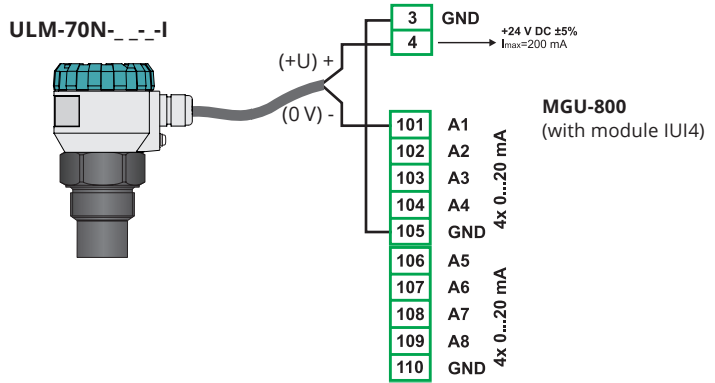 ULM-70N-_ _-_-I
(+U) +
(0 V) -
3 GND
4
+24 V DC ±5%
Imax=200 mA
MGU-800
(with module IUI4)
101 A1
102 A2
103 A3
104 A4
105 GND
4x 0...20 mA
106 A5
107 A6
108 A7
109 A8
110 GND
4x 0...20 mA